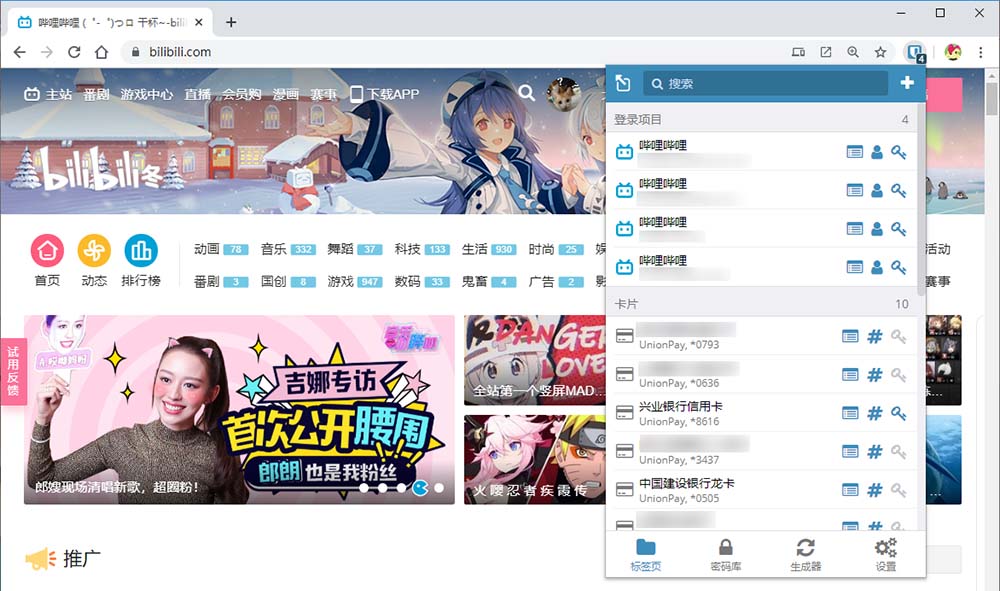 哔哩哔哩 (゜-゜)つロ 干杯~-bili
bilibili.com
4
主站 番剧 游戏中心 直播 会员购 漫画 赛事 下载APP
bilibili冬
首页 动态 排行榜
动画 78 音乐 332 舞蹈 37 科技 133 生活 930 时尚 25 娱
活动
番剧 3 国创 8 游戏 947 数码 33 鬼畜 4 广告 2 影
赛事
试用反馈
吉娜专访
首次公开腰围
郎朗也是我粉丝
郎嫂现场清唱新歌，超圈粉！
全站第一个竖屏MAD...
火嘤忍者疾霞传
推广
搜索
登录项目 4
哔哩哔哩
哔哩哔哩
哔哩哔哩
哔哩哔哩
卡片 10
UnionPay, *0793
UnionPay, *0636
兴业银行信用卡
UnionPay, *8616
UnionPay, *3437
中国建设银行龙卡
UnionPay, *0505
标签页 密码库 生成器 设置